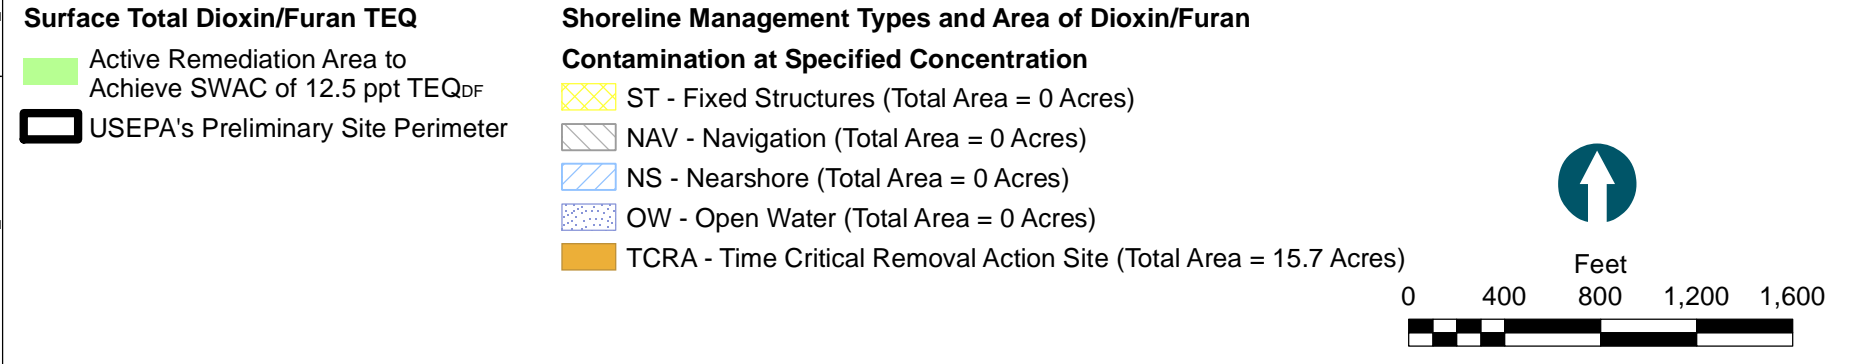 Surface Total Dioxin/Furan TEQ
Active Remediation Area to
Achieve SWAC of 12.5 ppt TEQDF
USEPA's Preliminary Site Perimeter
Shoreline Management Types and Area of Dioxin/Furan
Contamination at Specified Concentration
ST - Fixed Structures (Total Area = 0 Acres)
NAV - Navigation (Total Area = 0 Acres)
NS - Nearshore (Total Area = 0 Acres)
OW - Open Water (Total Area = 0 Acres)
TCRA - Time Critical Removal Action Site (Total Area = 15.7 Acres)
Feet
0 400 800 1,200 1,600